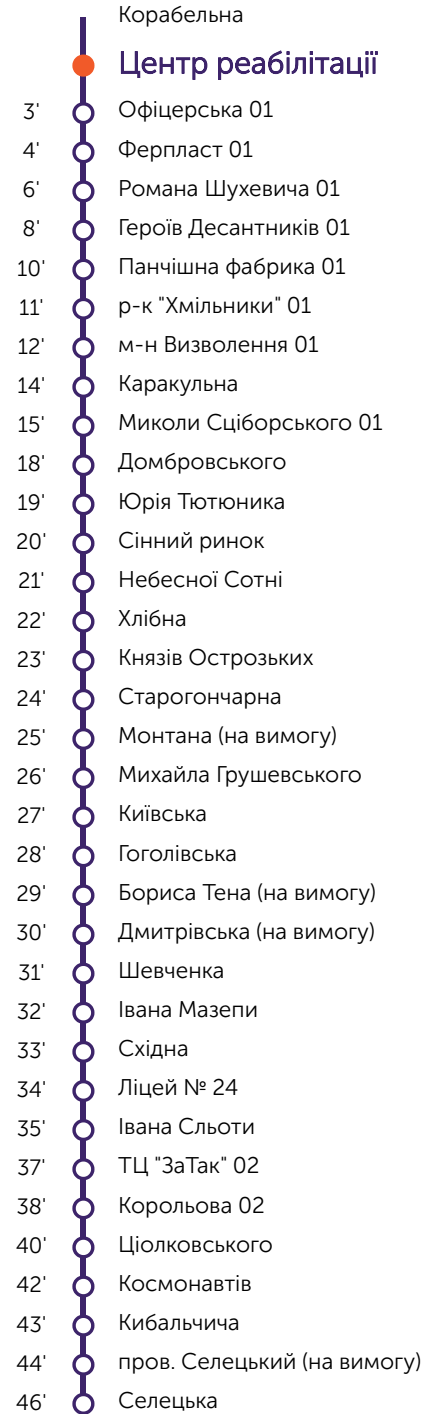 Корабельна
Центр реабілітації
3' Офіцерська 01
4' Ферпласт 01
6' Романа Шухевича 01
8' Героїв Десантників 01
10' Панчішна фабрика 01
11' р-к "Хмільники" 01
12' м-н Визволення 01
14' Каракульна
15' Миколи Сціборського 01
18' Домбровського
19' Юрія Тютюника
20' Сінний ринок
21' Небесної Сотні
22' Хлібна
23' Князів Острозьких
24' Старогончарна
25' Монтана (на вимогу)
26' Михайла Грушевського
27' Київська
28' Гоголівська
29' Бориса Тена (на вимогу)
30' Дмитрівська (на вимогу)
31' Шевченка
32' Івана Мазепи
33' Східна
34' Ліцей № 24
35' Івана Сльоти
37' ТЦ "ЗаТак" 02
38' Корольова 02
40' Ціолковського
42' Космонавтів
43' Кибальчича
44' пров. Селецький (на вимогу)
46' Селецька